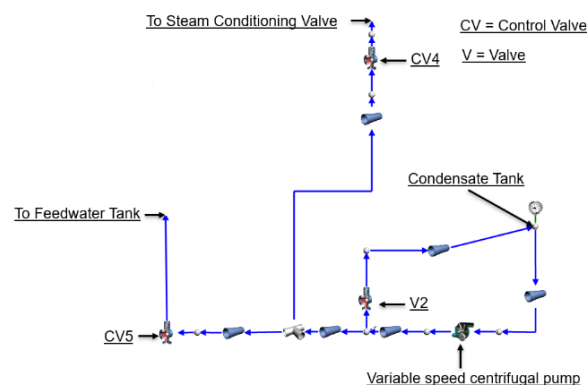 To Steam Conditioning Valve
CV = Control Valve
CV4
V = Valve
Condensate Tank
To Feedwater Tank
V2
CV5
Variable speed centrifugal pump